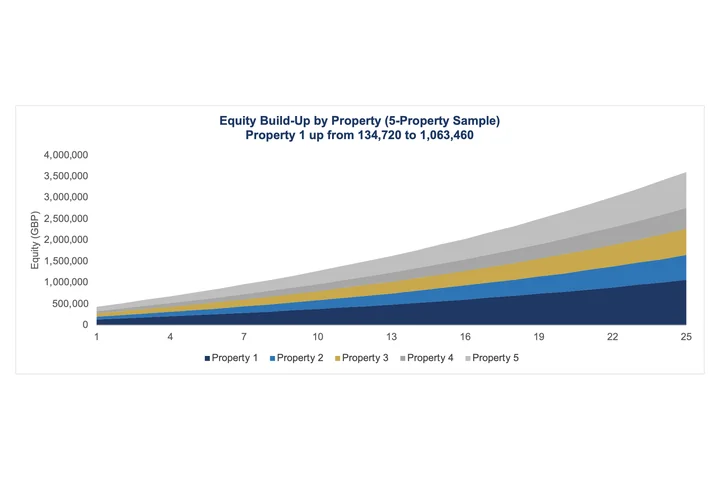 Equity Build-Up by Property (5-Property Sample)
Property 1 up from 134,720 to 1,063,460
4,000,000
3,500,000
3,000,000
2,500,000
2,000,000
1,500,000
1,000,000
500,000
0
Equity (GBP)
1 4 7 10 13 16 19 22 25
Property 1 Property 2 Property 3 Property 4 Property 5